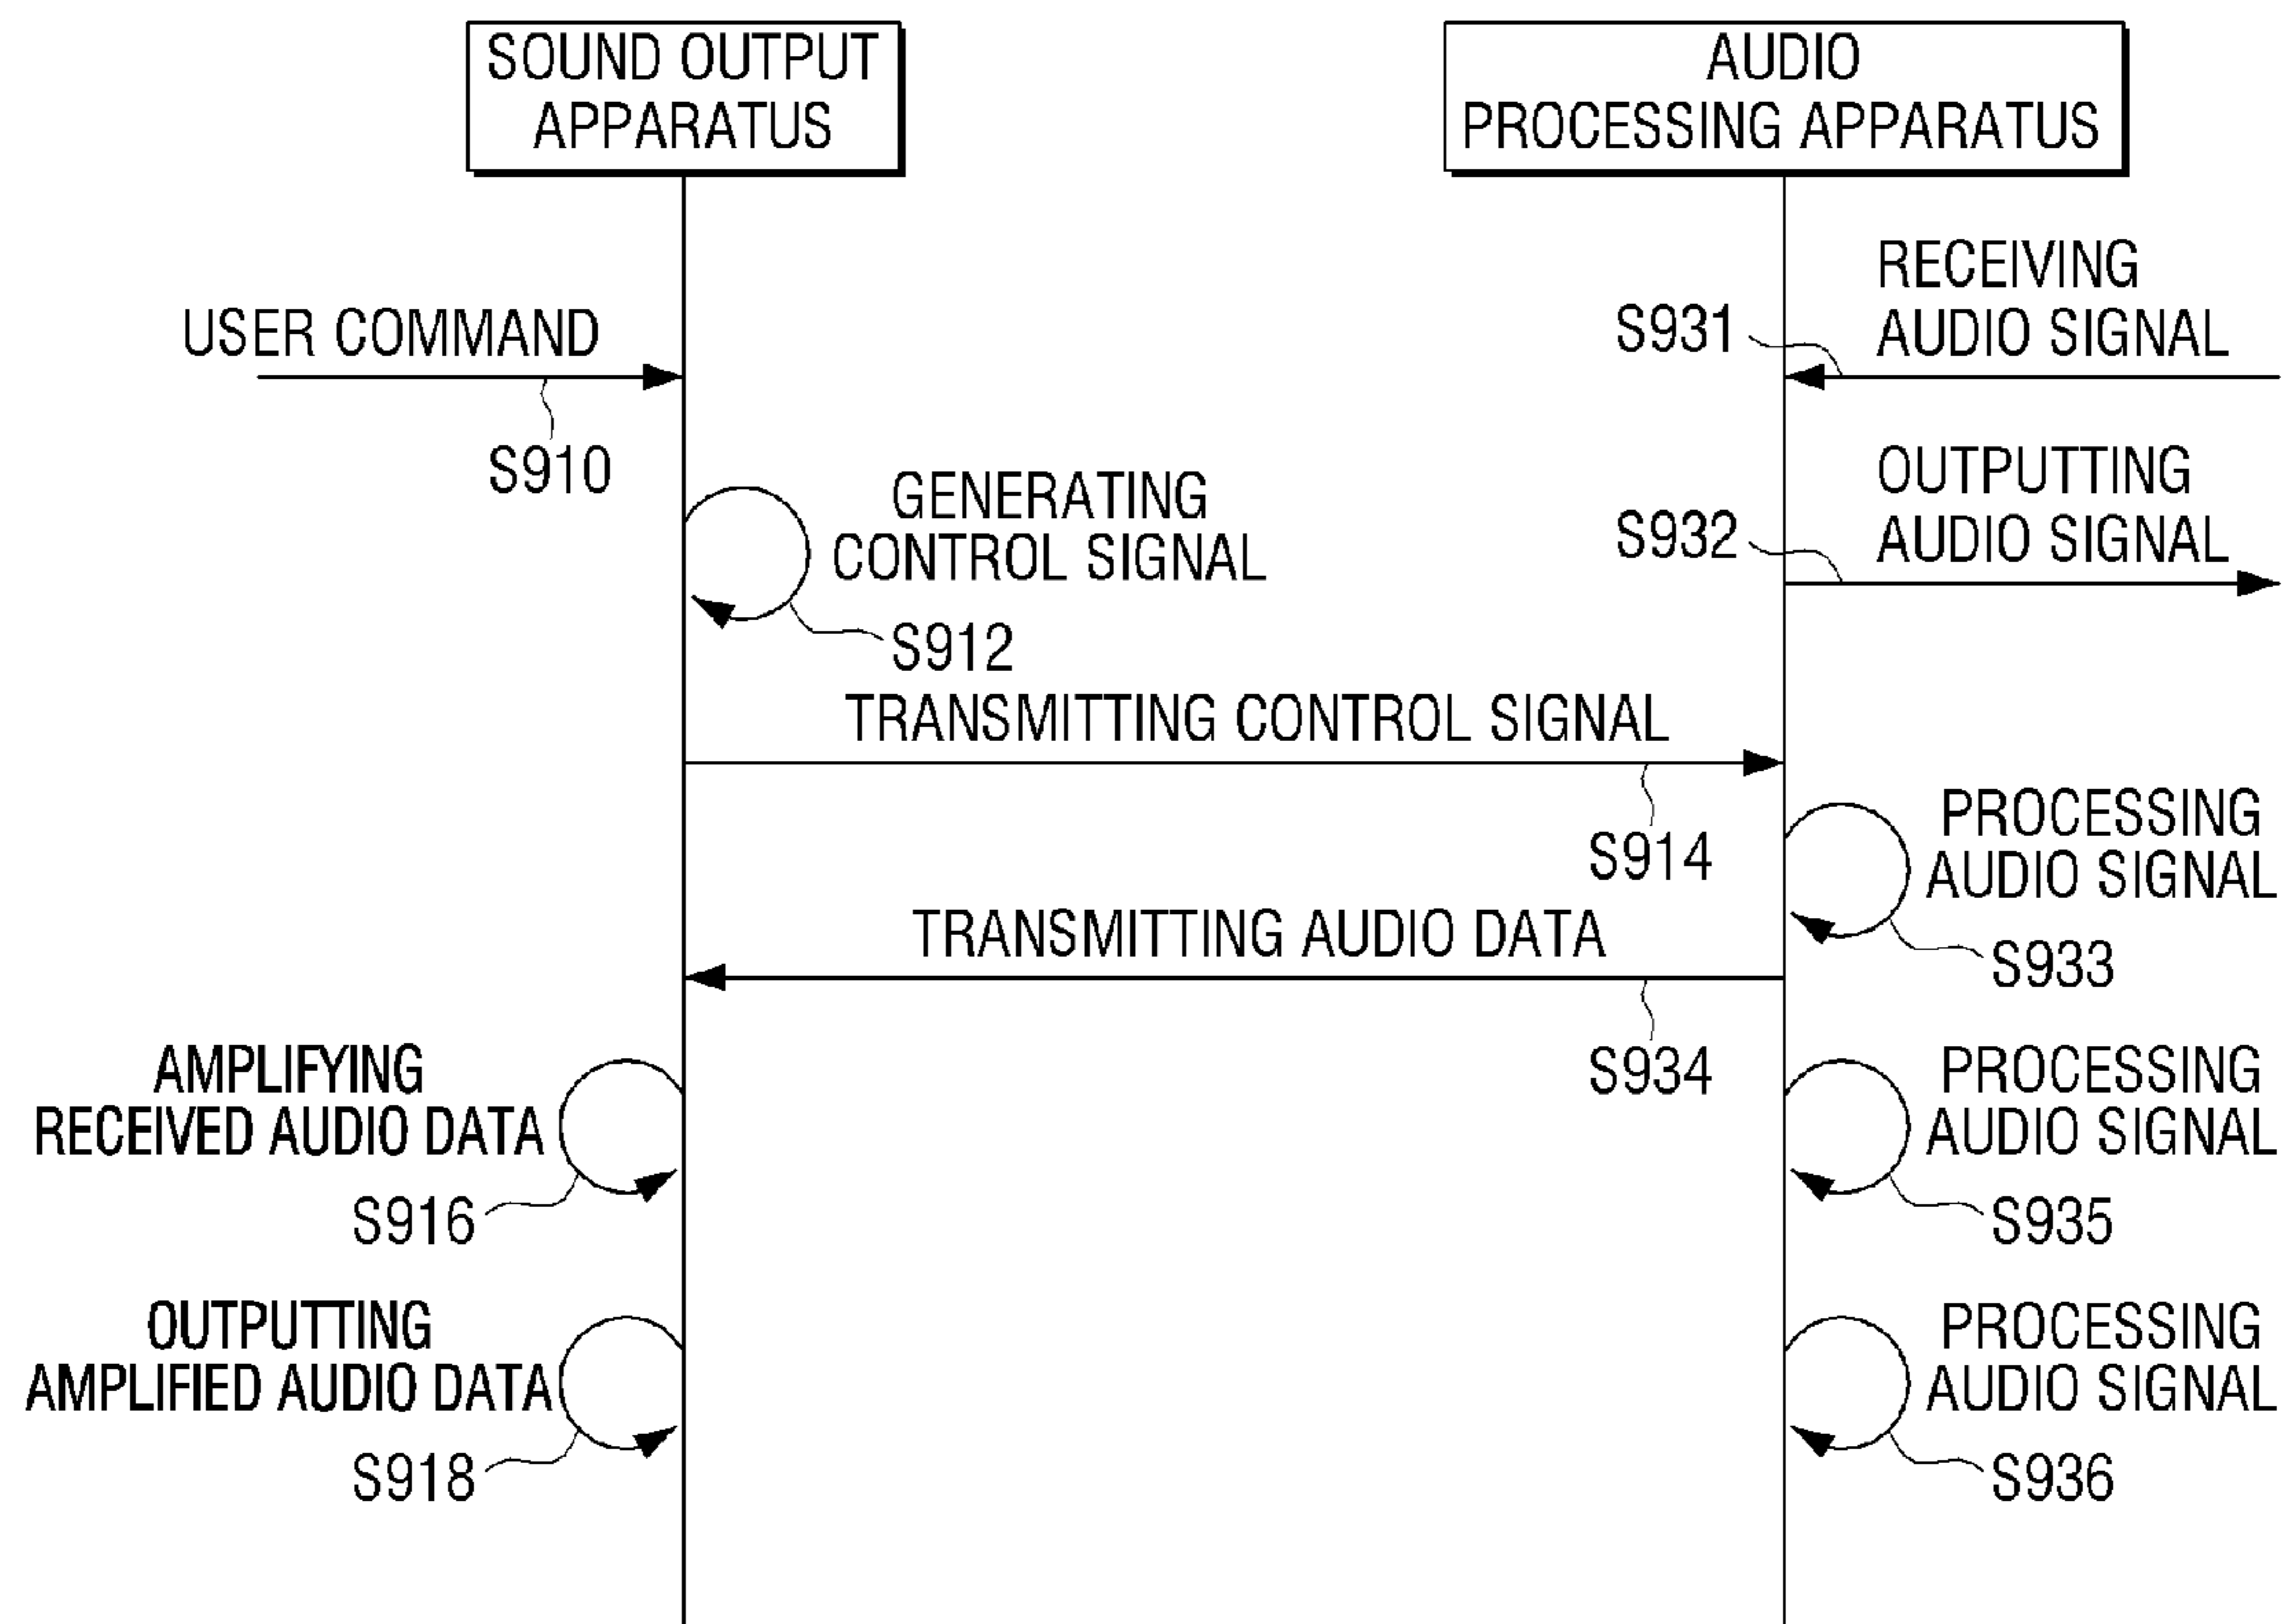 SOUND OUTPUT
APPARATUS
AUDIO
PROCESSING APPARATUS
USER COMMAND
S910
RECEIVING
AUDIO SIGNAL
S931
OUTPUTTING
AUDIO SIGNAL
S932
GENERATING
CONTROL SIGNAL
S912
TRANSMITTING CONTROL SIGNAL
S914
PROCESSING
AUDIO SIGNAL
S933
TRANSMITTING AUDIO DATA
S934
AMPLIFYING
RECEIVED AUDIO DATA
S916
PROCESSING
AUDIO SIGNAL
S935
OUTPUTTING
AMPLIFIED AUDIO DATA
S918
PROCESSING
AUDIO SIGNAL
S936